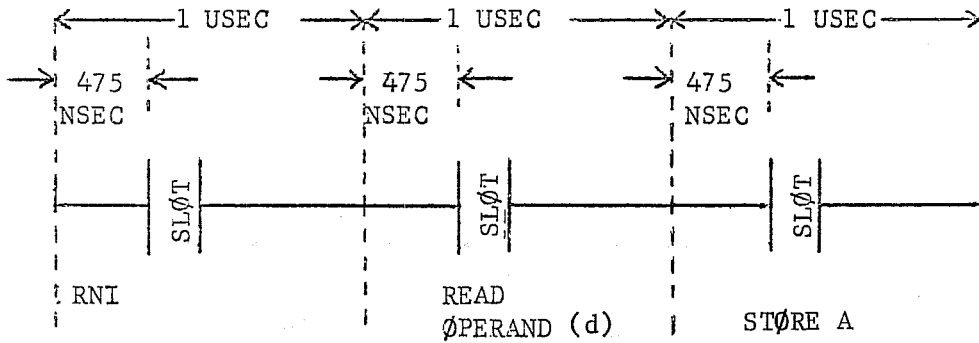 1 USEC 1 USEC 1 USEC
475 475 475
NSEC NSEC NSEC
SLØT SLØT SLØT
RNI READ
ØPERAND (d) STØRE A